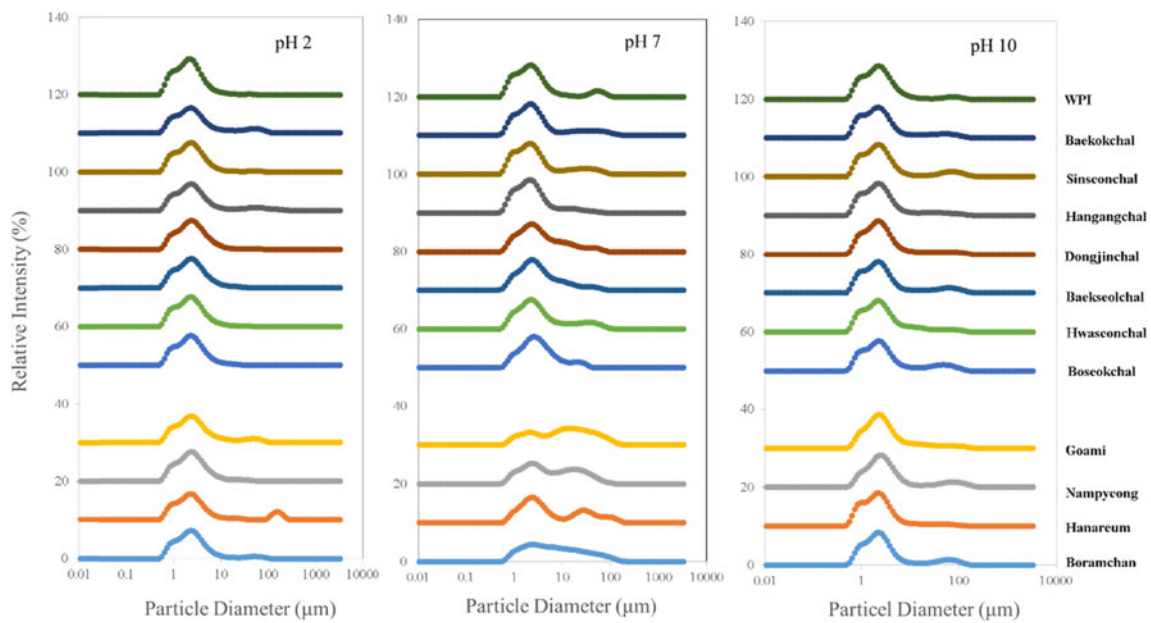 140
120
100
80
60
40
20
0
0.01 0.1 1 10 100 1000 10000
pH 2
Relative Intensity (%)
Particle Diameter (µm)
140
120
100
80
60
40
20
0
0.01 0.1 1 10 100 1000 10000
pH 7
Particle Diameter (µm)
140
120
100
80
60
40
20
0
0.01 1 100 10000
pH 10
Particel Diameter (µm)
WPI
Baekokchal
Sinseonchal
Hangangchal
Dongjinchal
Baekseolchal
Hwaseonchal
Boseokchal
Goami
Nampyeong
Hanareum
Boramchan